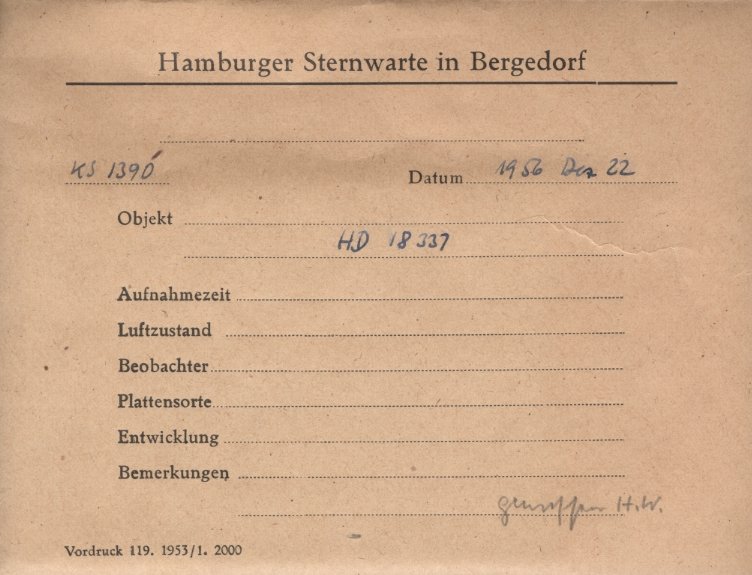 Hamburger Sternwarte in Bergedorf
KS 1390
Datum 1956 Dez 22
Objekt
HD 18337
Aufnahmezeit
Luftzustand
Beobachter
Plattensorte
Entwicklung
Bemerkungen
H.W.
Vordruck 119. 1953/1. 2000